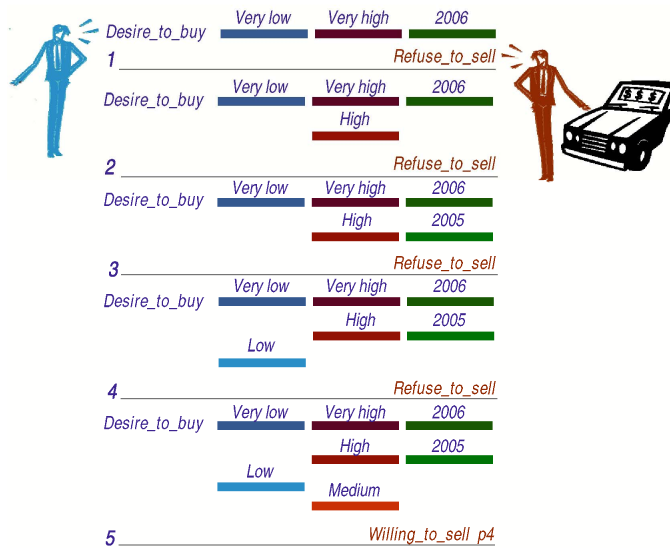 Very low Very high 2006
Desire_to_buy
1 Refuse_to_sell
$ $ $
Desire_to_buy Very low Very high 2006
High
2 Refuse_to_sell
Very low Very high 2006
Desire_to_buy
High 2005
3 Refuse_to_sell
Very low Very high 2006
Desire_to_buy
High 2005
Low
4 Refuse_to_sell
Very low Very high 2006
Desire_to_buy
High 2005
Low
Medium
5 Willing_to_sell p4